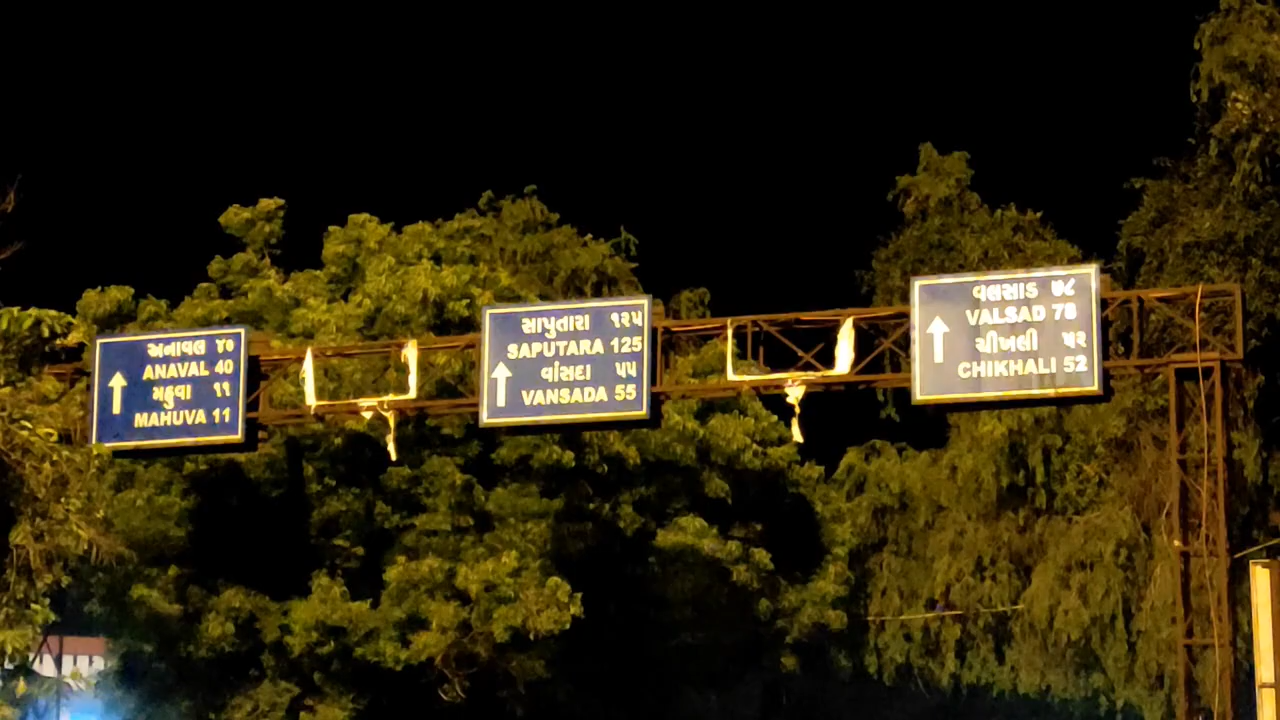 અનાવલ ૪૦
ANAVAL 40
મહુવા ૧૧
MAHUVA 11
સાપુતારા ૧૨૫
SAPUTARA 125
વાંસદા ૫૫
VANSADA 55
વલસાડ ૭૮
VALSAD 78
ચીખલી ૫૨
CHIKHALI 52